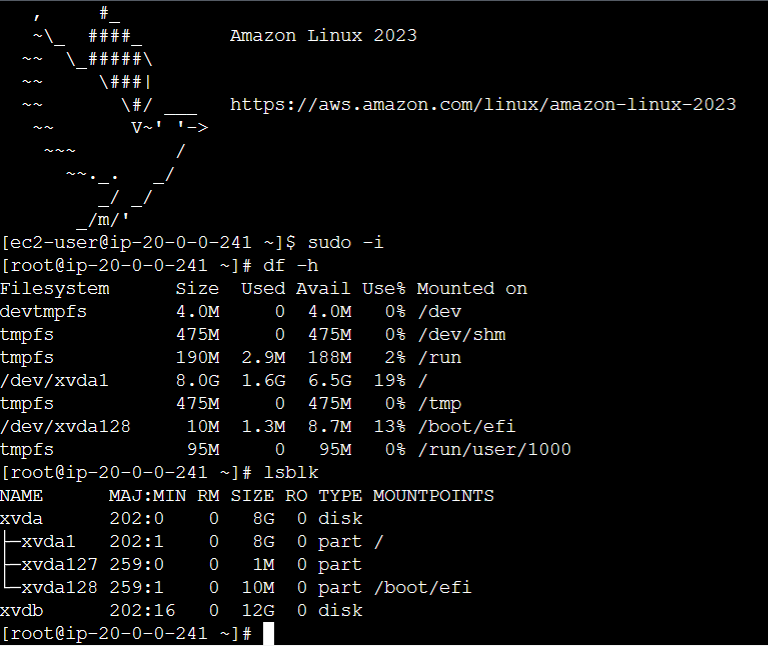 ,     #_
   ~\_  ####_        Amazon Linux 2023
  ~~  \_#####\
  ~~     \###|
  ~~       \#/ ___   https://aws.amazon.com/linux/amazon-linux-2023
   ~~       V~' '->
    ~~~         /
      ~~._.   _/
         _/ _/
       _/m/'
[ec2-user@ip-20-0-0-241 ~]$ sudo -i
[root@ip-20-0-0-241 ~]# df -h
Filesystem      Size  Used Avail Use% Mounted on
devtmpfs        4.0M     0  4.0M   0% /dev
tmpfs           475M     0  475M   0% /dev/shm
tmpfs           190M  2.9M  188M   2% /run
/dev/xvda1      8.0G  1.6G  6.5G  19% /
tmpfs           475M     0  475M   0% /tmp
/dev/xvda128     10M  1.3M  8.7M  13% /boot/efi
tmpfs            95M     0   95M   0% /run/user/1000
[root@ip-20-0-0-241 ~]# lsblk
NAME      MAJ:MIN RM SIZE RO TYPE MOUNTPOINTS
xvda      202:0    0   8G  0 disk
├─xvda1   202:1    0   8G  0 part /
├─xvda127 259:0    0   1M  0 part
└─xvda128 259:1    0  10M  0 part /boot/efi
xvdb      202:16   0  12G  0 disk
[root@ip-20-0-0-241 ~]#